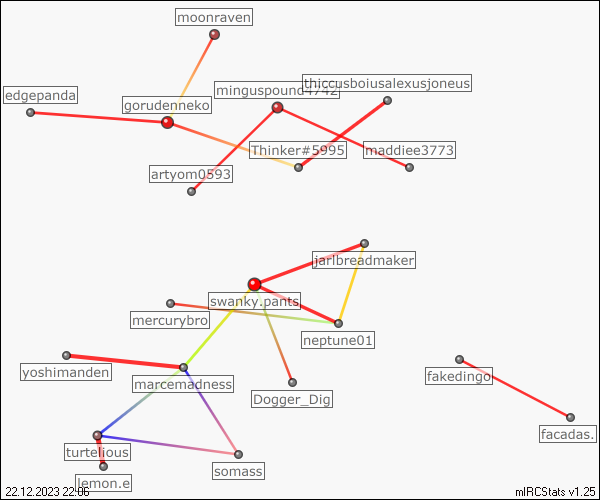 moonraven
thiccusboiusalexusjoneus
minguspound4742
edgepanda
gorudenneko
Thinker#5995
maddiee3773
artyom0593
jarlbreadmaker
swanky.pants
mercurybro
neptune01
yoshimanden
marcemadness
fakedingo
Dogger_Dig
facadas.
turtelious
somass
lemon.e
22.12.2023 22:06
mIRCStats v1.25